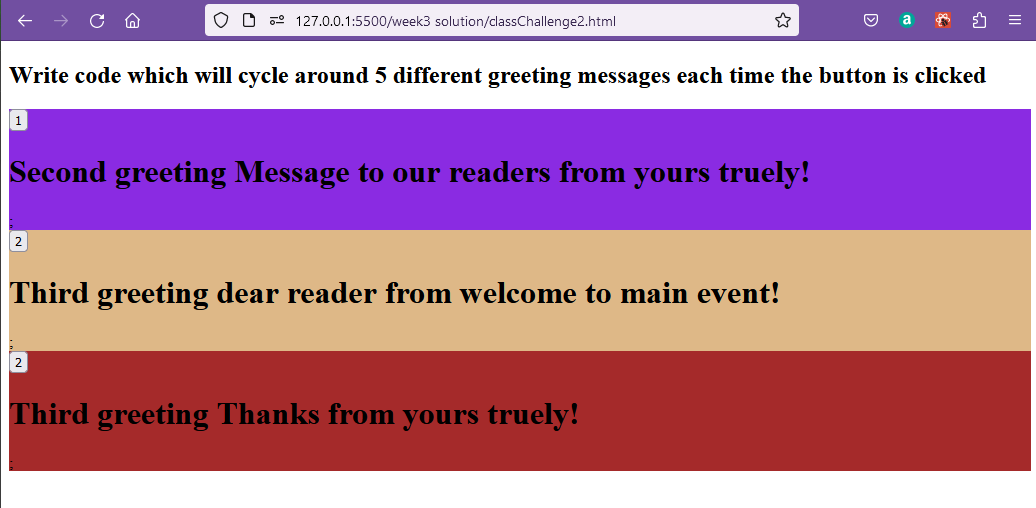 127.0.0.1:5500/week3 solution/classChallenge2.html
Write code which will cycle around 5 different greeting messages each time the button is clicked
1
Second greeting Message to our readers from yours truely!
;
2
Third greeting dear reader from welcome to main event!
;
2
Third greeting Thanks from yours truely!
;